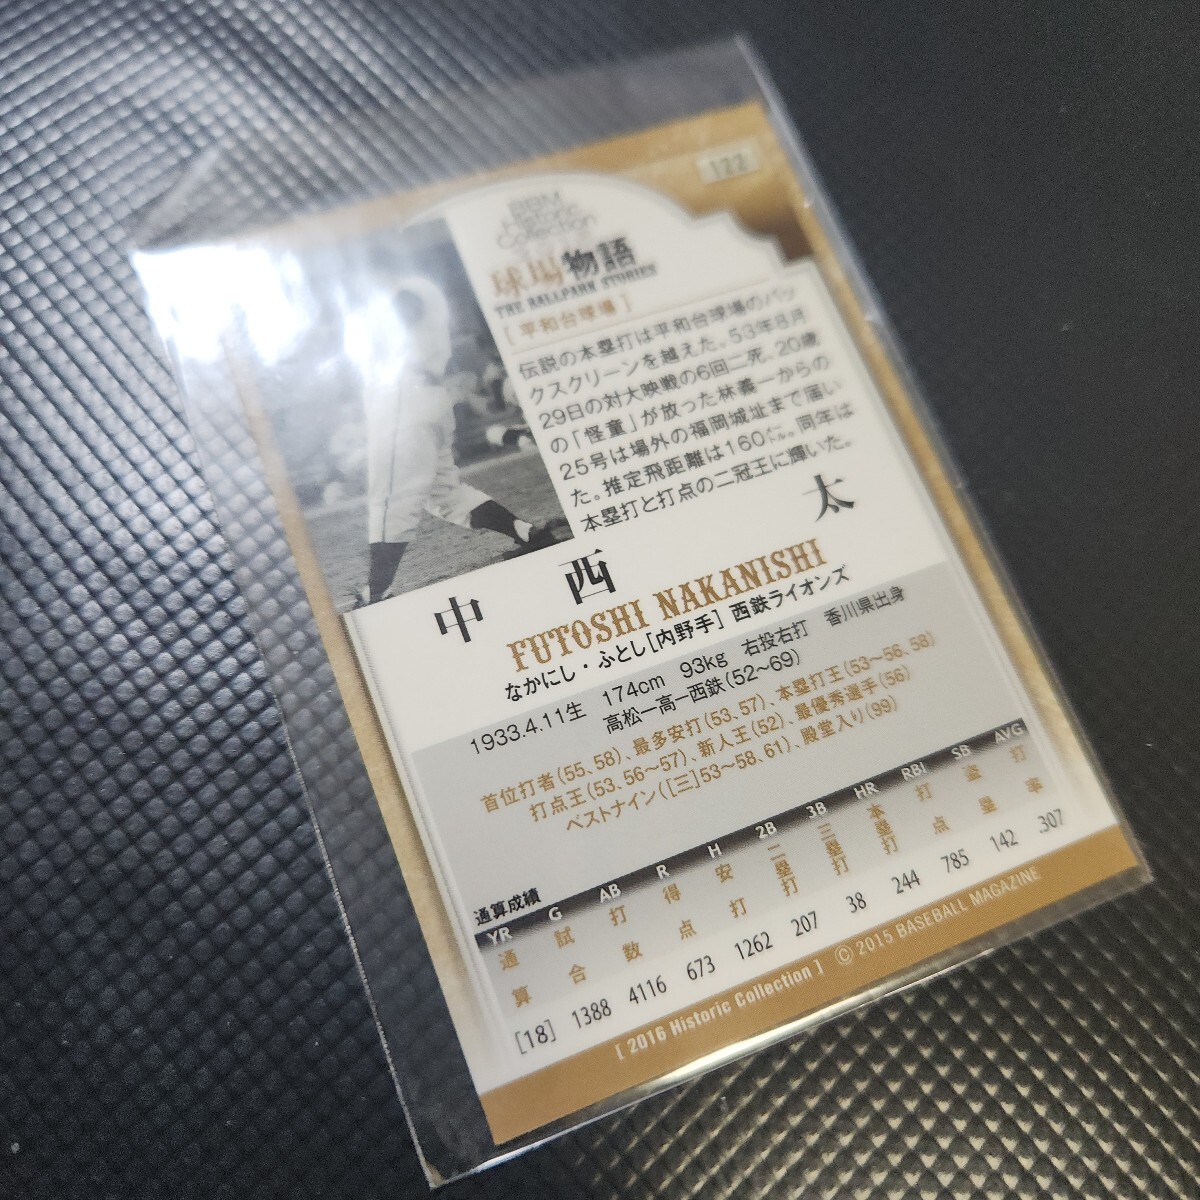 122
BBM
Historic
Collection
球場物語
THE BALLPARK STORIES
[ 平和台球場 ]
伝説の本塁打は平和台球場のバッ
クスクリーンを越えた。53年8月
29日の対大映戦の6回二死、20歳
の「怪童」が放った林義一からの
25号は場外の福岡城址まで届い
た。推定飛距離は160メートル。同年は
本塁打と打点の二冠王に輝いた。
中西太
FUTOSHI NAKANISHI
なかにし・ふとし[内野手] 西鉄ライオンズ
1933.4.11生 174cm 93kg 右投右打 香川県出身
高松一高－西鉄(52〜69)
首位打者(55、58)、最多安打(53、57)、本塁打王(53〜56、58)
打点王(53、56〜57)、新人王(52)、最優秀選手(56)
ベストナイン([三]53〜58、61)、殿堂入り(99)
通算成績
YR G AB R H 2B 3B HR RBI SB AVG
通算 試合 打数 得点 安打 二塁打 三塁打 本塁打 打点 盗塁 打率
[18] 1388 4116 673 1262 207 38 244 785 142 .307
[ 2016 Historic Collection ] © 2015 BASEBALL MAGAZINE